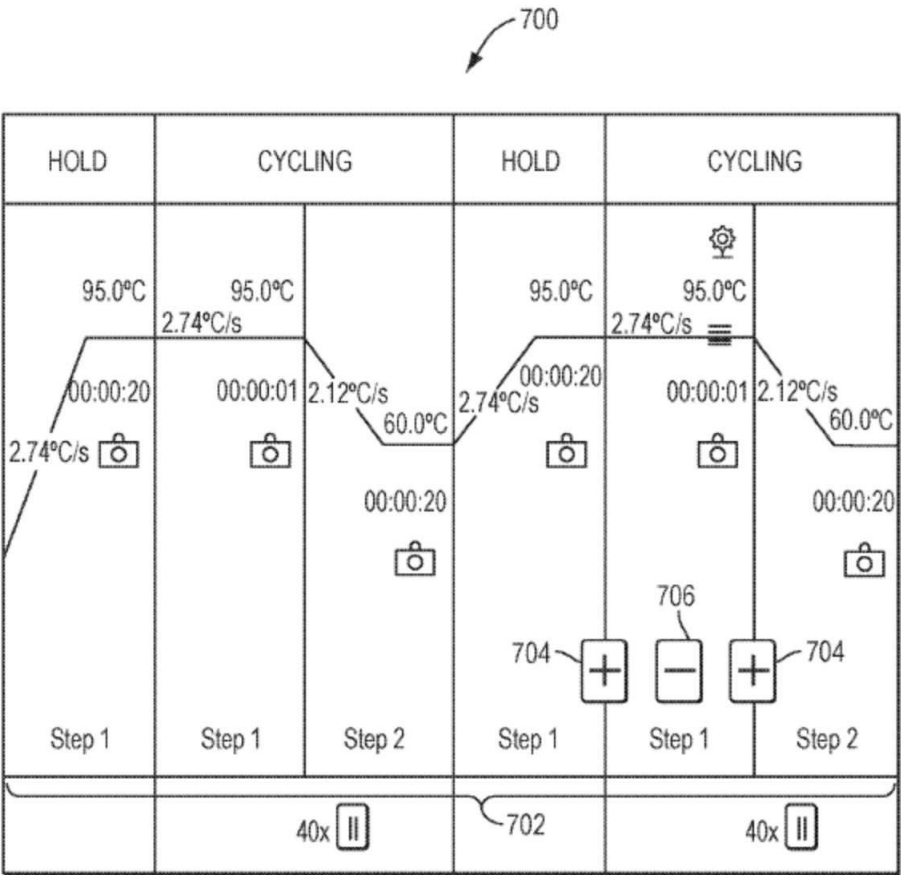 700
HOLD CYCLING HOLD CYCLING
95.0ºC 95.0ºC 95.0ºC 95.0ºC
2.74ºC/s 2.74ºC/s
00:00:20 00:00:01 2.12ºC/s 00:00:20 00:00:01 2.12ºC/s
2.74ºC/s
60.0ºC 60.0ºC
2.74ºC/s
00:00:20 00:00:20
706
704 + − + 704
Step 1 Step 1 Step 2 Step 1 Step 1 Step 2
702
40x 40x